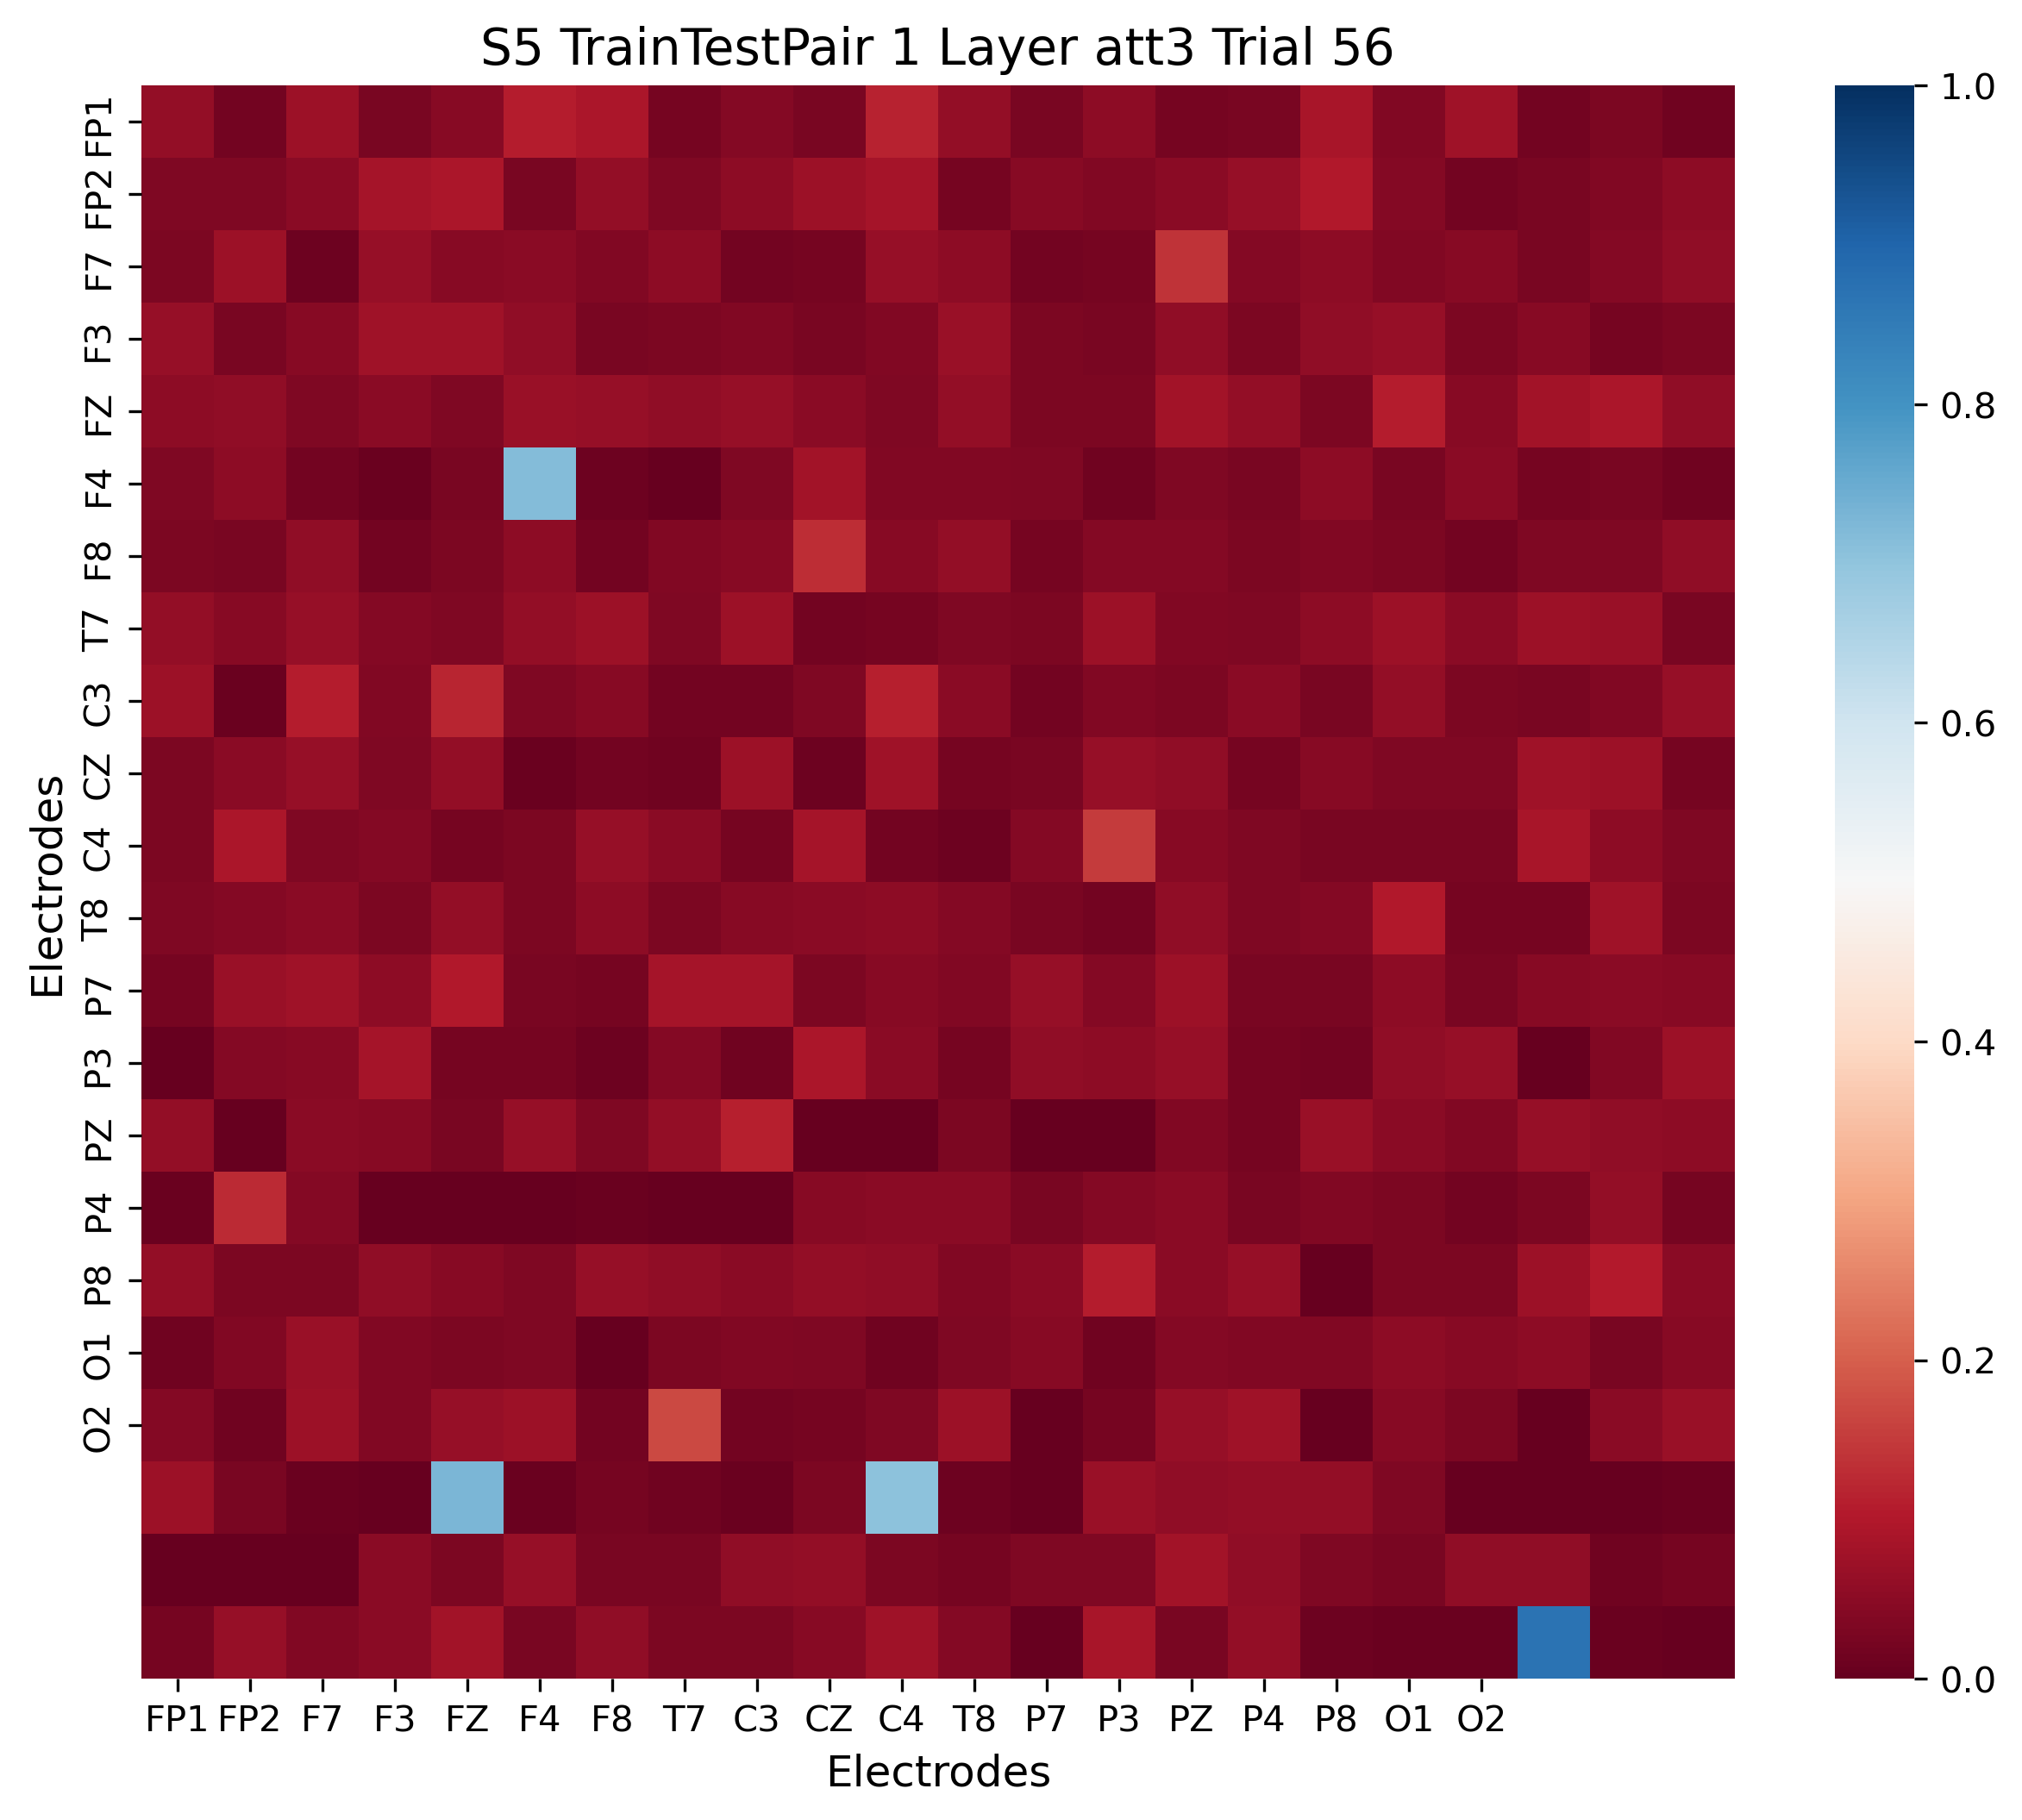 S5 TrainTestPair 1 Layer att3 Trial 56
Electrodes
FP1
FP2
F7
F3
FZ
F4
F8
T7
C3
CZ
C4
T8
P7
P3
PZ
P4
P8
O1
O2
FP1 FP2 F7 F3 FZ F4 F8 T7 C3 CZ C4 T8 P7 P3 PZ P4 P8 O1 O2
Electrodes
1.0
0.8
0.6
0.4
0.2
0.0